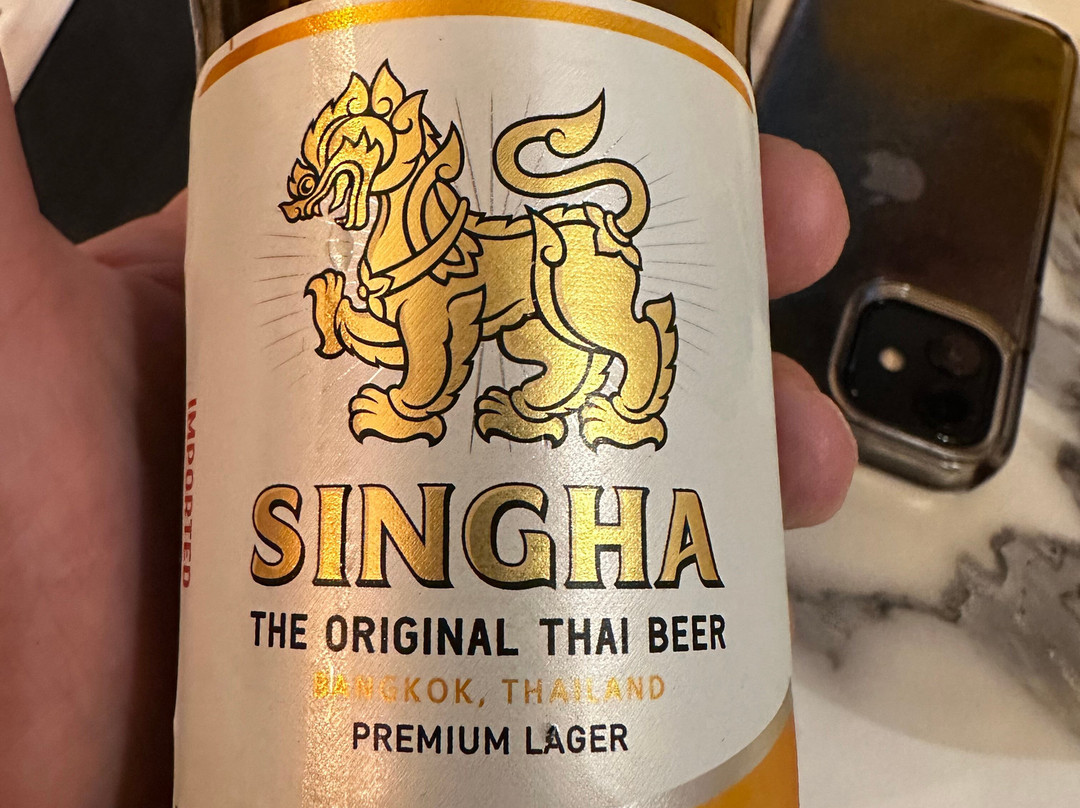 SINGHA
THE ORIGINAL THAI BEER
BANGKOK, THAILAND
PREMIUM LAGER
IMPORTED